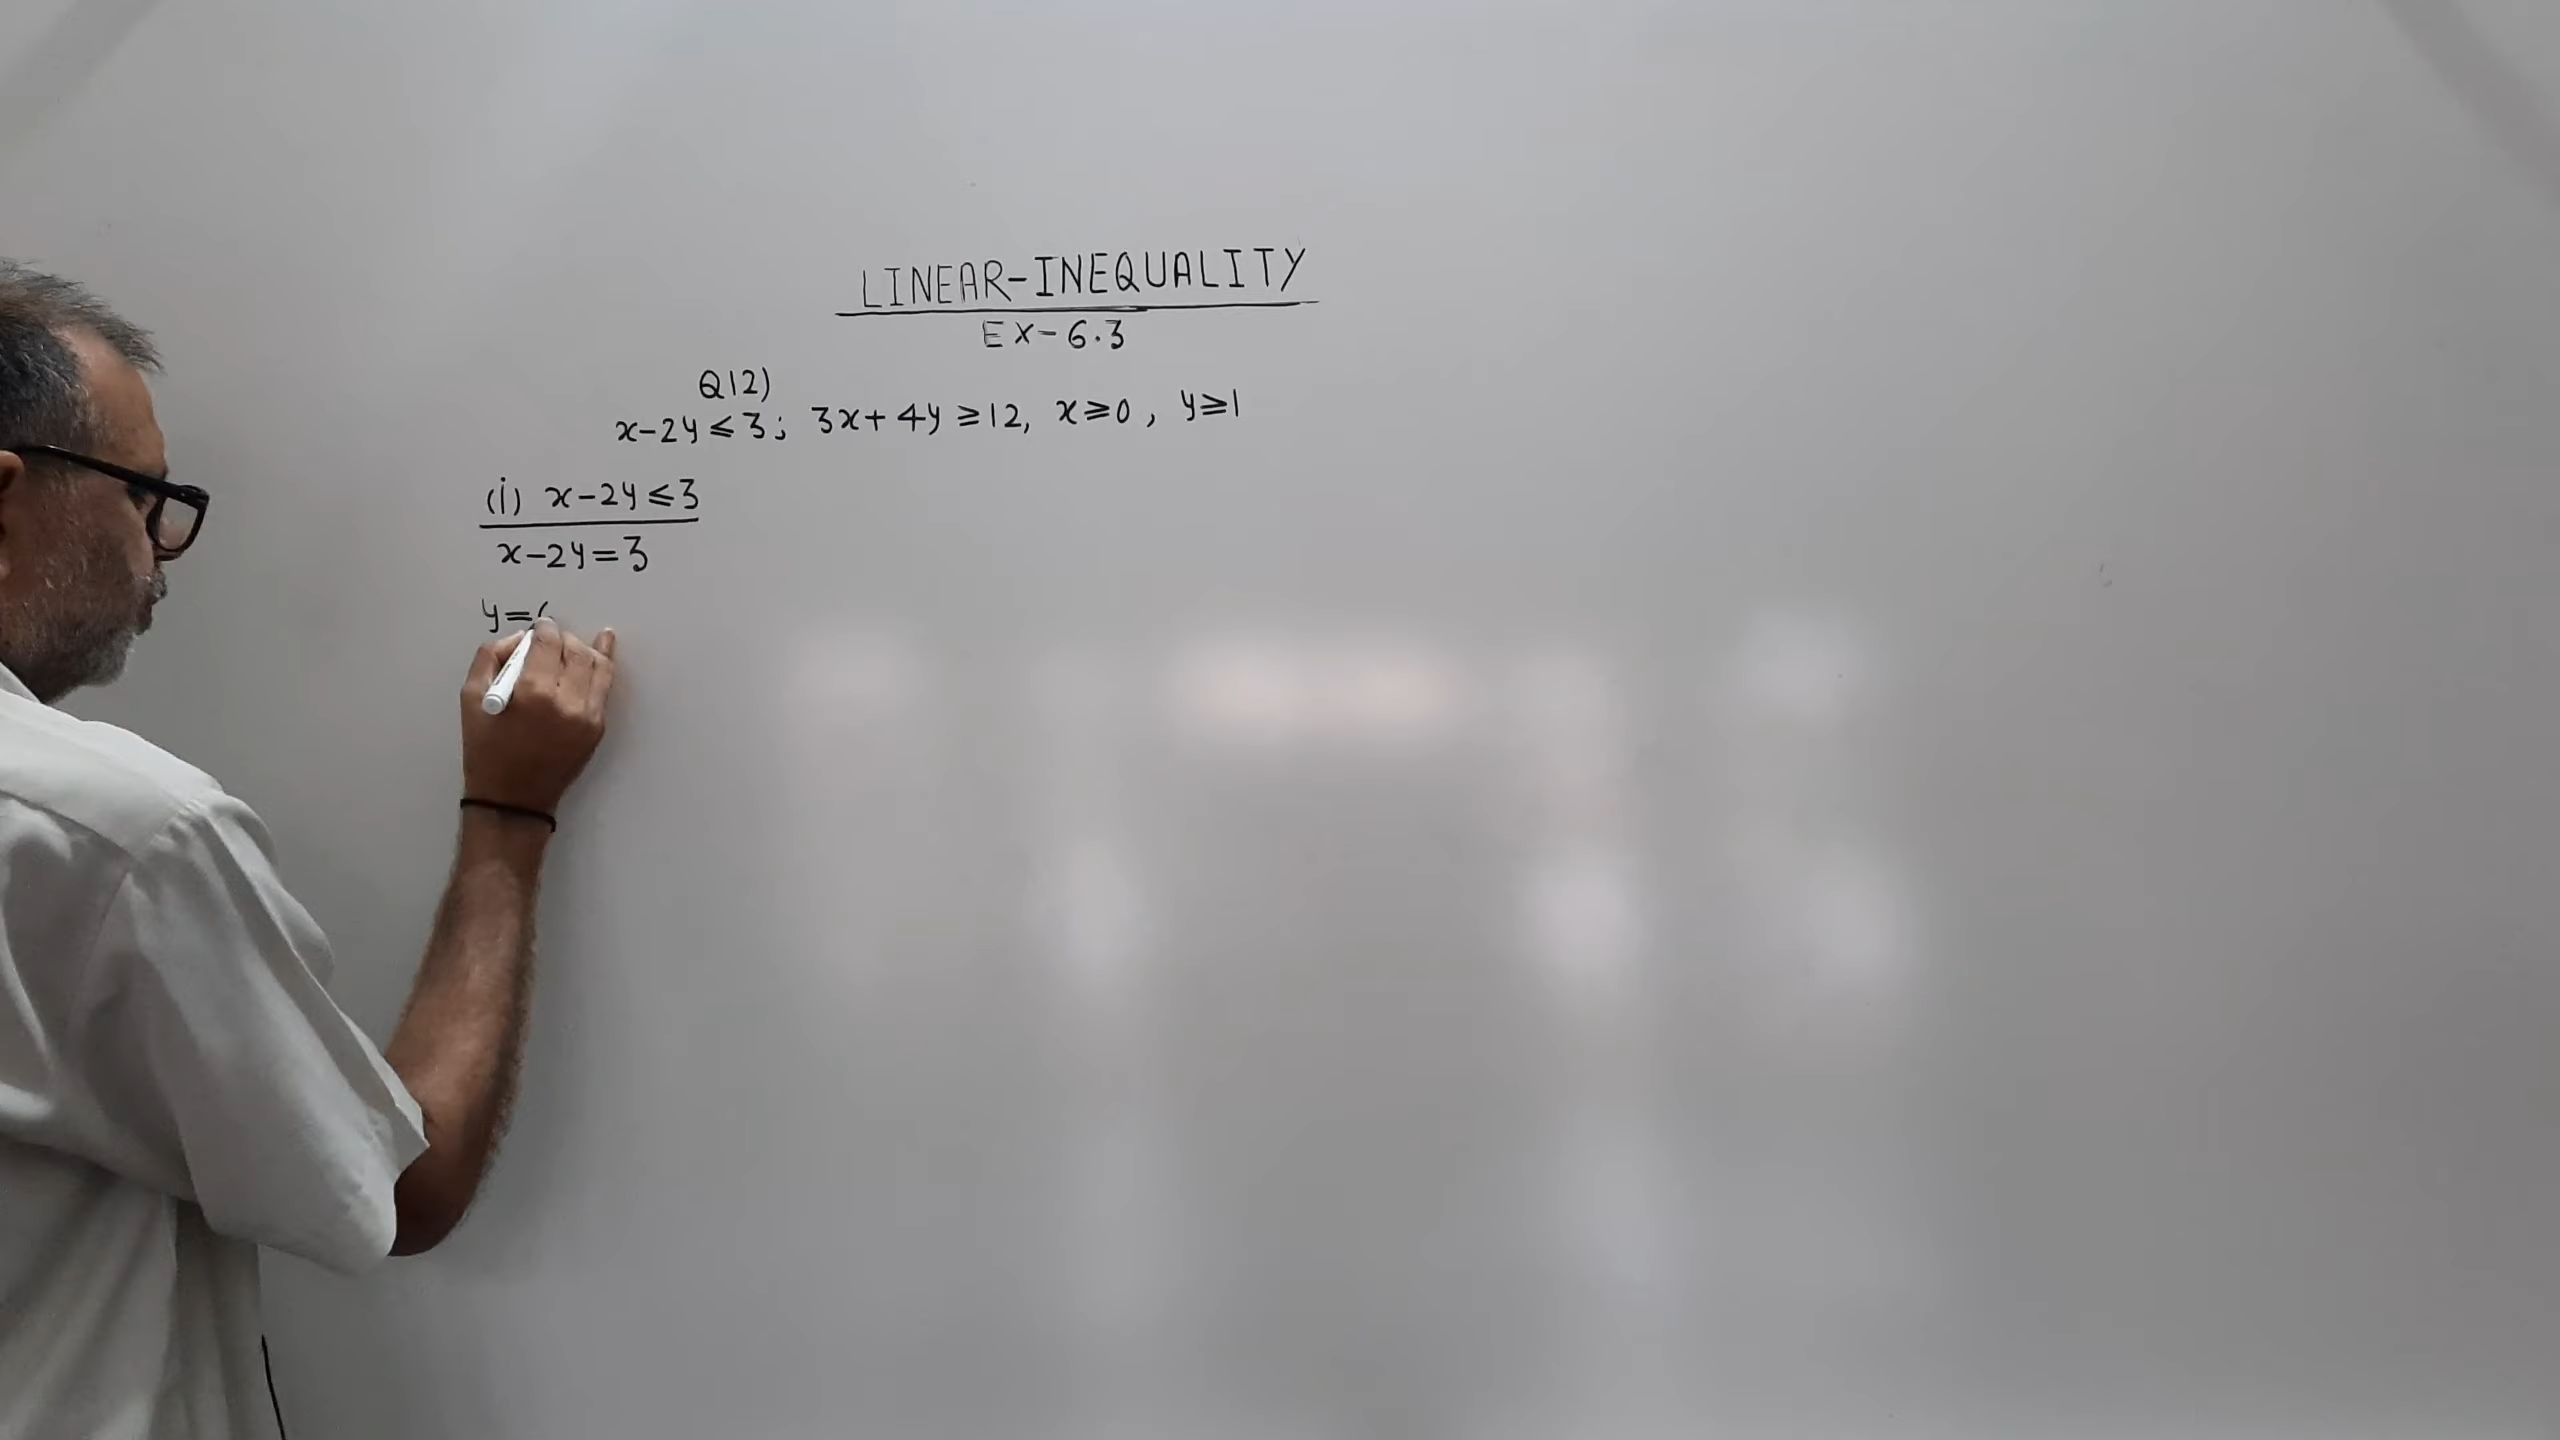 LINEAR-INEQUALITY
EX-6.3
Q12)
x-2y≤3; 3x+4y≥12, x≥0, y≥1
(i) x-2y≤3
x-2y=3
y=